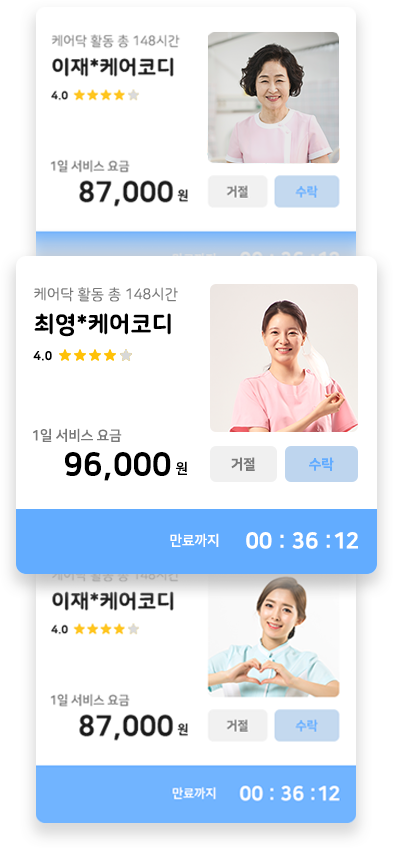 케어닥 활동 총 148시간
이재*케어코디
4.0
1일 서비스 요금
87,000 원
거절 수락
케어닥 활동 총 148시간
최영*케어코디
4.0
1일 서비스 요금
96,000 원
거절 수락
만료까지 00 : 36 : 12
케어닥 활동 총 148시간
이재*케어코디
4.0
1일 서비스 요금
87,000 원
거절 수락
만료까지 00 : 36 : 12